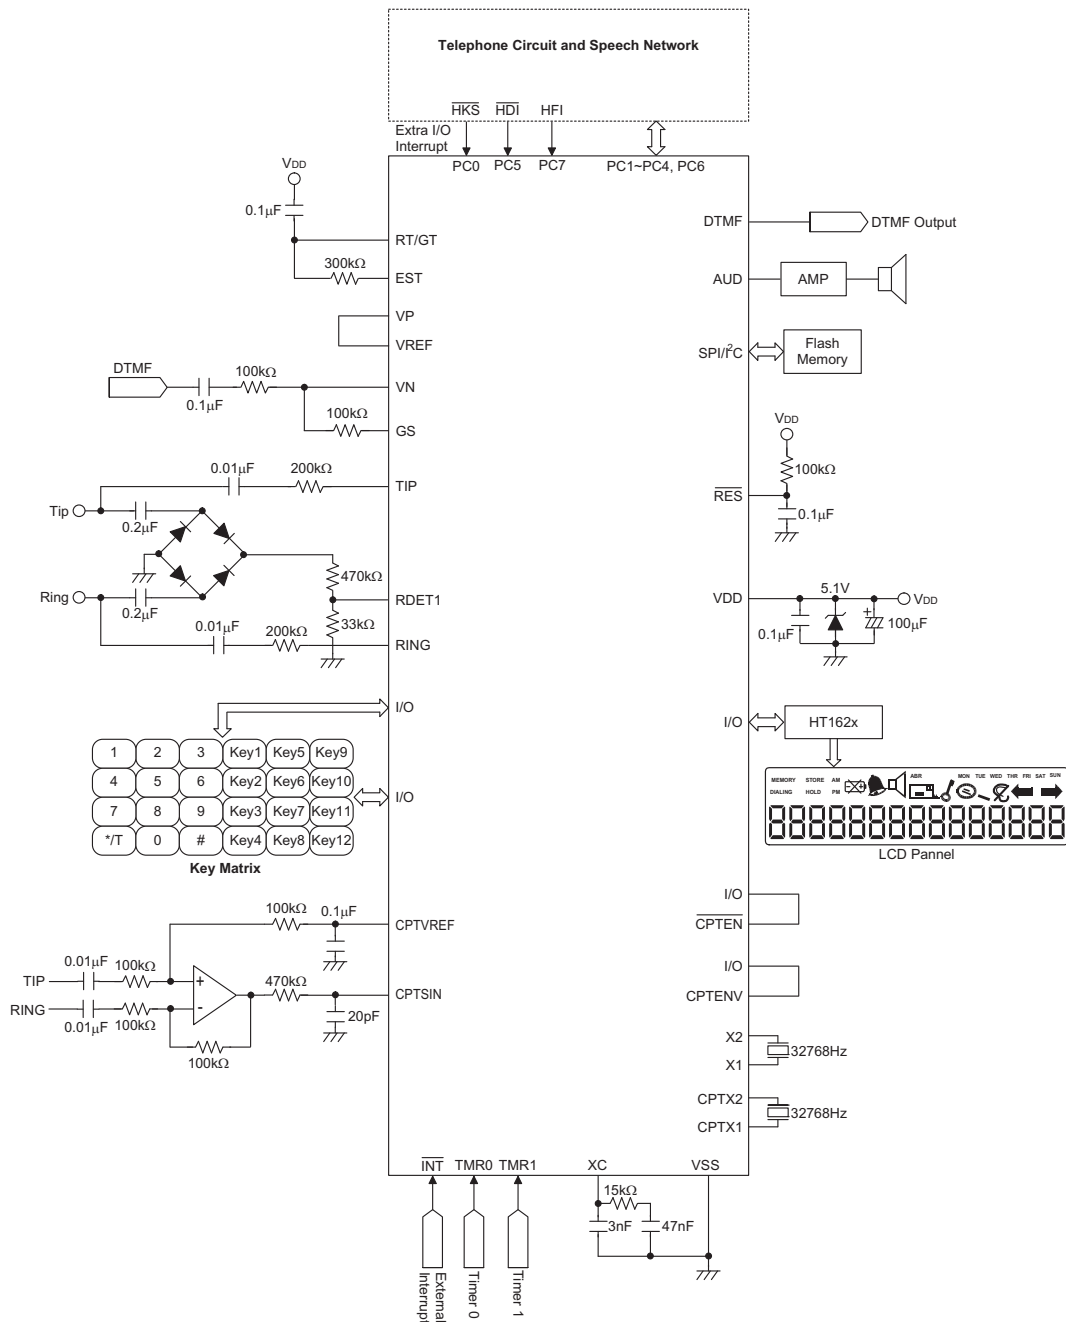 Telephone Circuit and Speech Network
HKS HDI HFI
Extra I/O
Interrupt
PC0 PC5 PC7 PC1~PC4, PC6
VDD
0.1μF
RT/GT
300kΩ
EST
VP
VREF
DTMF
100kΩ
VN
0.1μF
100kΩ
GS
0.01μF
200kΩ
TIP
Tip
0.2μF
470kΩ
Ring
RDET1
0.2μF
33kΩ
0.01μF
200kΩ
RING
I/O
1 2 3 Key1 Key5 Key9
4 5 6 Key2 Key6 Key10
I/O
7 8 9 Key3 Key7 Key11
*/T 0 # Key4 Key8 Key12
Key Matrix
100kΩ
0.1μF
CPTVREF
0.01μF
100kΩ
TIP
+
470kΩ
CPTSIN
RING
-
0.01μF
100kΩ
20pF
100kΩ
DTMF
DTMF Output
AUD
AMP
SPI/I2C
Flash
Memory
VDD
100kΩ
RES
0.1μF
5.1V
VDD
VDD
+
0.1μF
100μF
I/O
HT162x
MEMORY STORE AM ABR MON TUE WED THR FRI SAT SUN
DIALING HOLD PM
8888888888888888
LCD Pannel
I/O
CPTEN
I/O
CPTENV
X2
32768Hz
X1
CPTX2
32768Hz
CPTX1
INT TMR0 TMR1 XC VSS
15kΩ
3nF
47nF
External
Interrupt
Timer 0
Timer 1